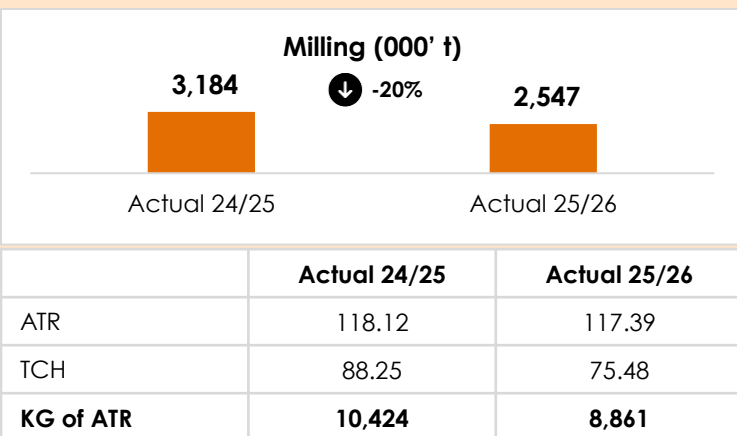 Milling (000' t)
3,184
-20%
2,547
Actual 24/25
Actual 25/26
Actual 24/25 Actual 25/26
ATR 118.12 117.39
TCH 88.25 75.48
KG of ATR 10,424 8,861